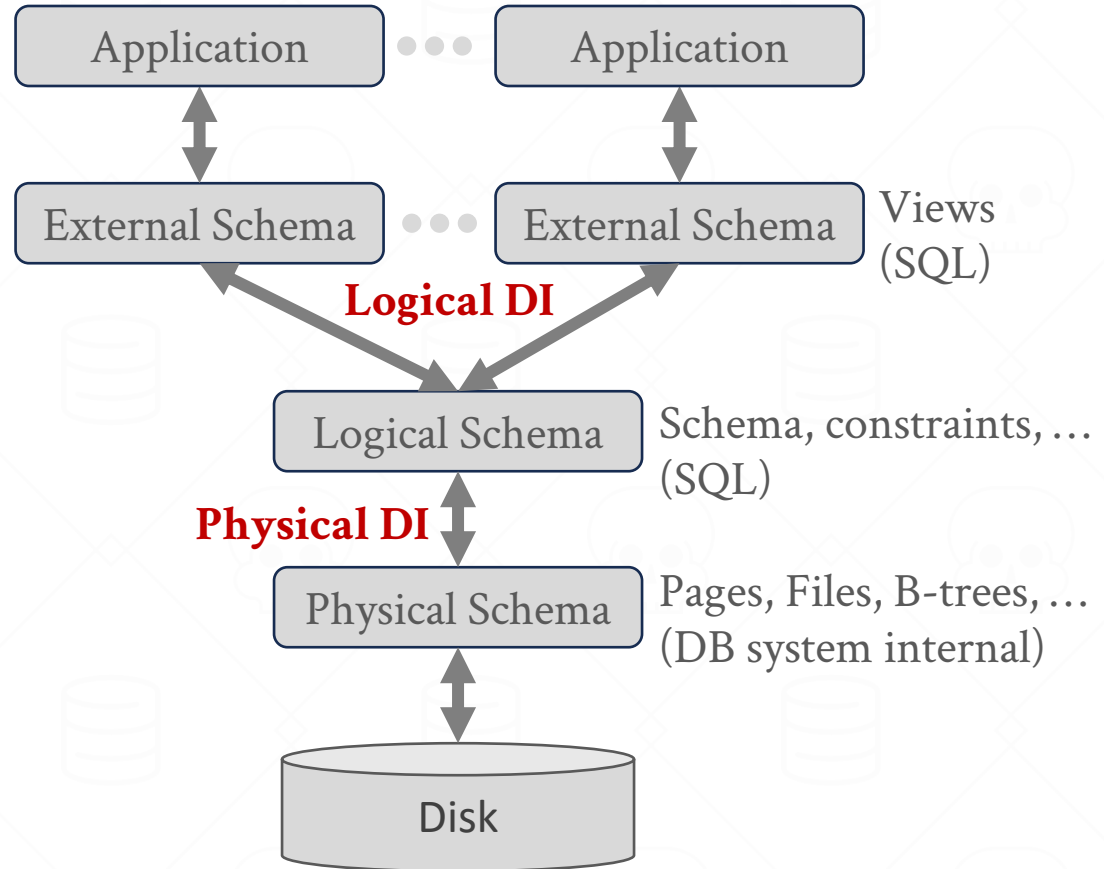 Application
Application
External Schema
External Schema
Views
(SQL)
Logical DI
Logical Schema
Schema, constraints, …
(SQL)
Physical DI
Physical Schema
Pages, Files, B-trees, …
(DB system internal)
Disk